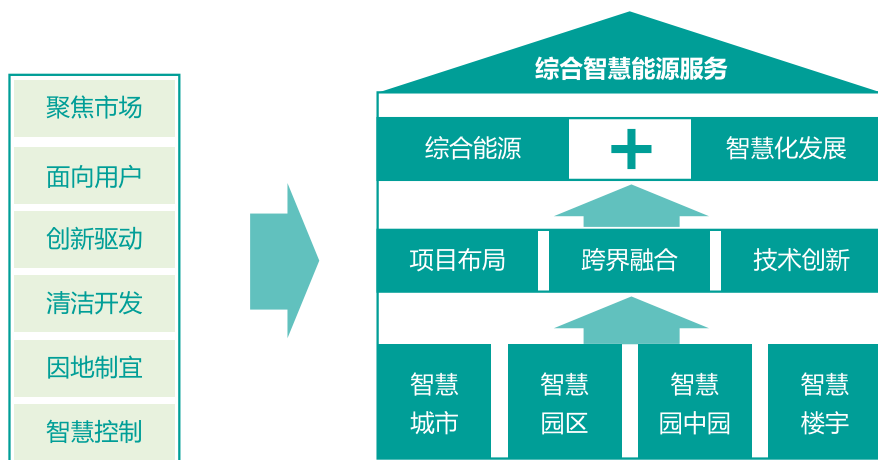 聚焦市场
面向用户
创新驱动
清洁开发
因地制宜
智慧控制
综合智慧能源服务
综合能源
+
智慧化发展
项目布局
跨界融合
技术创新
智慧
城市
智慧
园区
智慧
园中园
智慧
楼宇